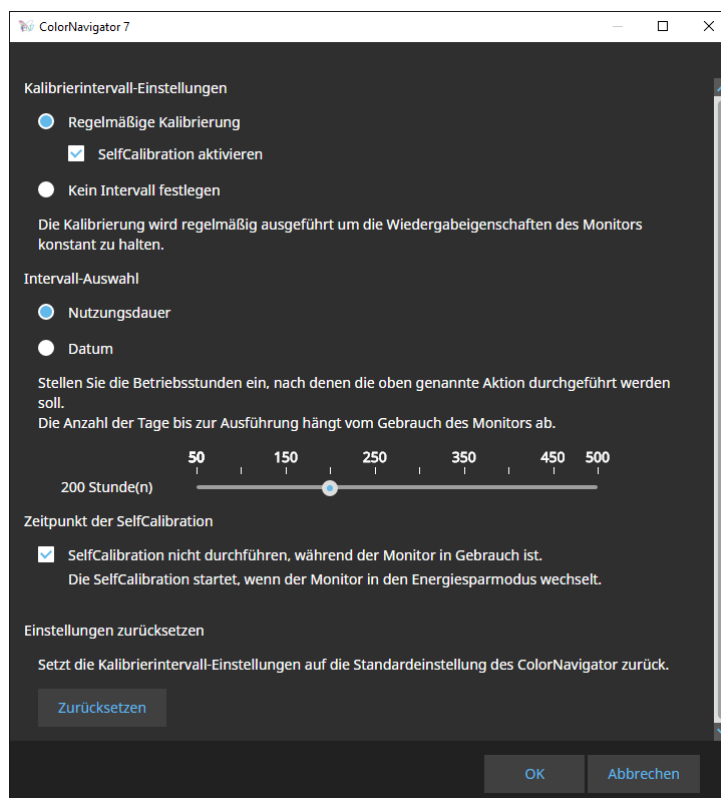 ColorNavigator 7
Kalibrierintervall-Einstellungen
Regelmäßige Kalibrierung
SelfCalibration aktivieren
Kein Intervall festlegen
Die Kalibrierung wird regelmäßig ausgeführt um die Wiedergabeigenschaften des Monitors
konstant zu halten.
Intervall-Auswahl
Nutzungsdauer
Datum
Stellen Sie die Betriebsstunden ein, nach denen die oben genannte Aktion durchgeführt werden
soll.
Die Anzahl der Tage bis zur Ausführung hängt vom Gebrauch des Monitors ab.
50 150 250 350 450 500
200 Stunde(n)
Zeitpunkt der SelfCalibration
SelfCalibration nicht durchführen, während der Monitor in Gebrauch ist.
Die SelfCalibration startet, wenn der Monitor in den Energiesparmodus wechselt.
Einstellungen zurücksetzen
Setzt die Kalibrierintervall-Einstellungen auf die Standardeinstellung des ColorNavigator zurück.
Zurücksetzen
OK Abbrechen